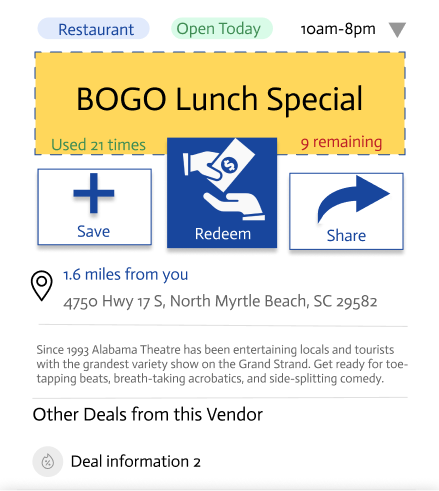 Restaurant Open Today 10am-8pm
BOGO Lunch Special
Used 21 times 9 remaining
$
Save Redeem Share
1.6 miles from you
4750 Hwy 17 S, North Myrtle Beach, SC 29582
Since 1993 Alabama Theatre has been entertaining locals and tourists
with the grandest variety show on the Grand Strand. Get ready for toe-
tapping beats, breath-taking acrobatics, and side-splitting comedy.
Other Deals from this Vendor
Deal information 2